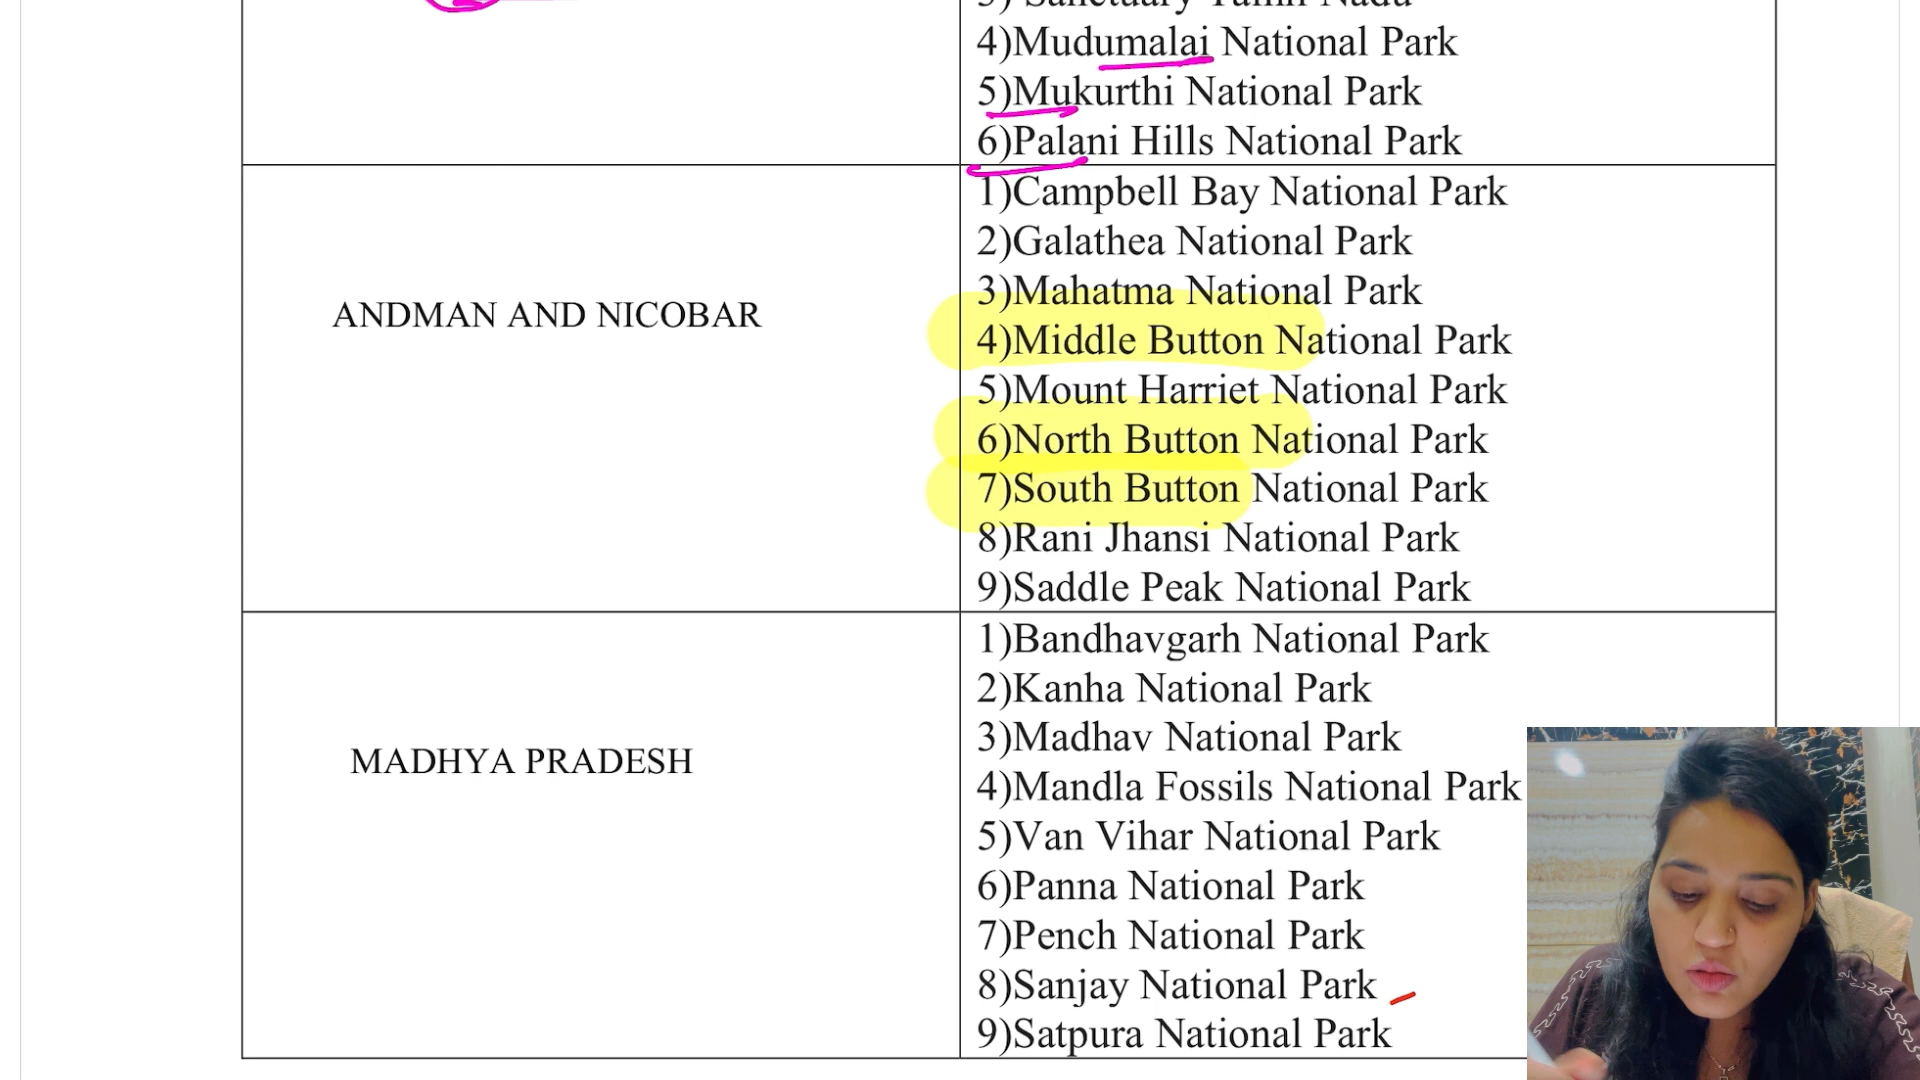 3) Sanctuary Tamil Nadu
4)Mudumalai National Park
5)Mukurthi National Park
6)Palani Hills National Park
ANDMAN AND NICOBAR
1)Campbell Bay National Park
2)Galathea National Park
3)Mahatma National Park
4)Middle Button National Park
5)Mount Harriet National Park
6)North Button National Park
7)South Button National Park
8)Rani Jhansi National Park
9)Saddle Peak National Park
MADHYA PRADESH
1)Bandhavgarh National Park
2)Kanha National Park
3)Madhav National Park
4)Mandla Fossils National Park
5)Van Vihar National Park
6)Panna National Park
7)Pench National Park
8)Sanjay National Park
9)Satpura National Park